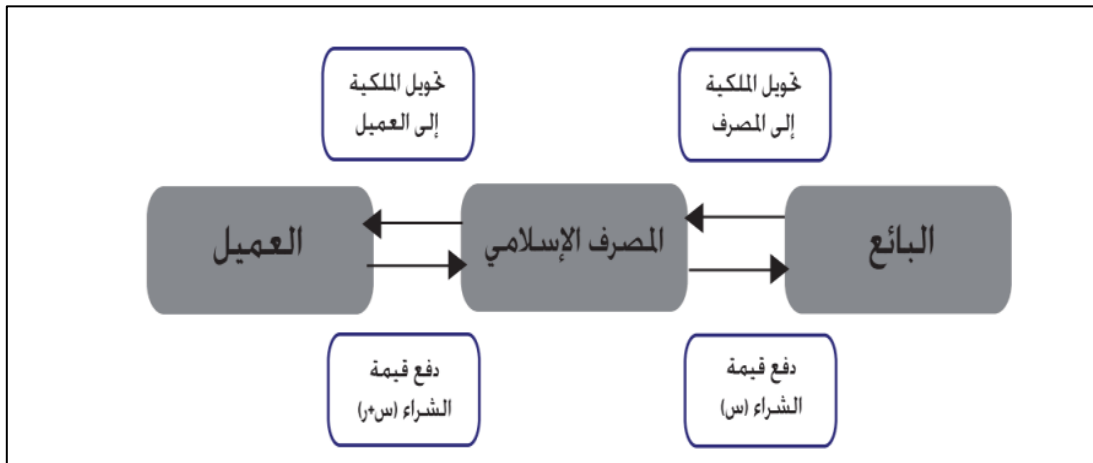 تحويل الملكية
إلى المصرف
تحويل الملكية
إلى العميل
البائع
المصرف الإسلامي
العميل
دفع قيمة
الشراء (س)
دفع قيمة
الشراء (س+ر)